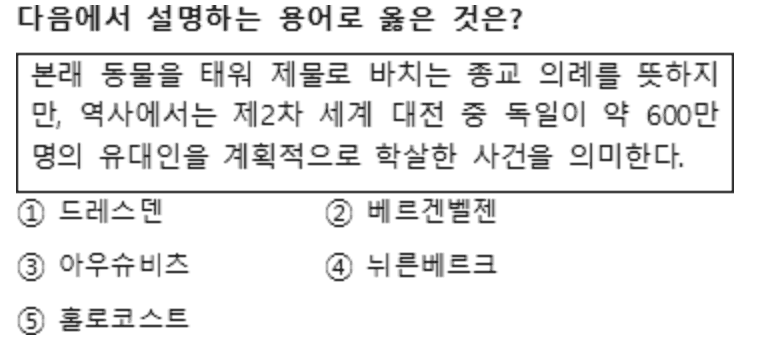 다음에서 설명하는 용어로 옳은 것은?
본래 동물을 태워 제물로 바치는 종교 의례를 뜻하지
만, 역사에서는 제2차 세계 대전 중 독일이 약 600만
명의 유대인을 계획적으로 학살한 사건을 의미한다.
① 드레스덴 ② 베르겐벨젠
③ 아우슈비츠 ④ 뉘른베르크
⑤ 홀로코스트